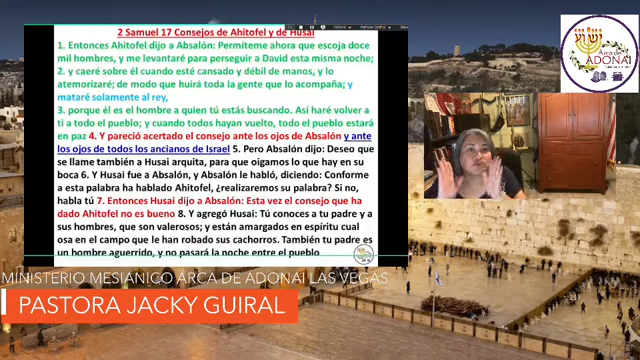 2 Samuel 17 Consejos de Ahitofel y de Husai
1. Entonces Ahitofel dijo a Absalón: Permíteme ahora que escoja doce
mil hombres, y me levantaré para perseguir a David esta misma noche;
2. y caeré sobre él cuando esté cansado y débil de manos, y lo
atemorizaré; de modo que huirá toda la gente que lo acompaña; y
mataré solamente al rey,
3. porque él es el hombre a quien tú estás buscando. Así haré volver a
ti a todo el pueblo; y cuando todos hayan vuelto, todo el pueblo estará
en paz 4. Y pareció acertado el consejo ante los ojos de Absalón y ante
los ojos de todos los ancianos de Israel 5. Pero Absalón dijo: Deseo que
se llame también a Husai arquita, para que oigamos lo que hay en su
boca 6. Y Husai fue a Absalón, y Absalón le habló, diciendo: Conforme
a esta palabra ha hablado Ahitofel, ¿realizaremos su palabra? Si no,
habla tú 7. Entonces Husai dijo a Absalón: Esta vez el consejo que ha
dado Ahitofel no es bueno 8. Y agregó Husai: Tú conoces a tu padre y a
sus hombres, que son valerosos; y están amargados en espíritu cual
osa en el campo que le han robado sus cachorros. También tu padre es
un hombre aguerrido, y no pasará la noche entre el pueblo
ישוע
Arca de
ADONAI
MINISTERIO MESIANICO ARCA DE ADONAI LAS VEGAS
PASTORA JACKY GUIRAL